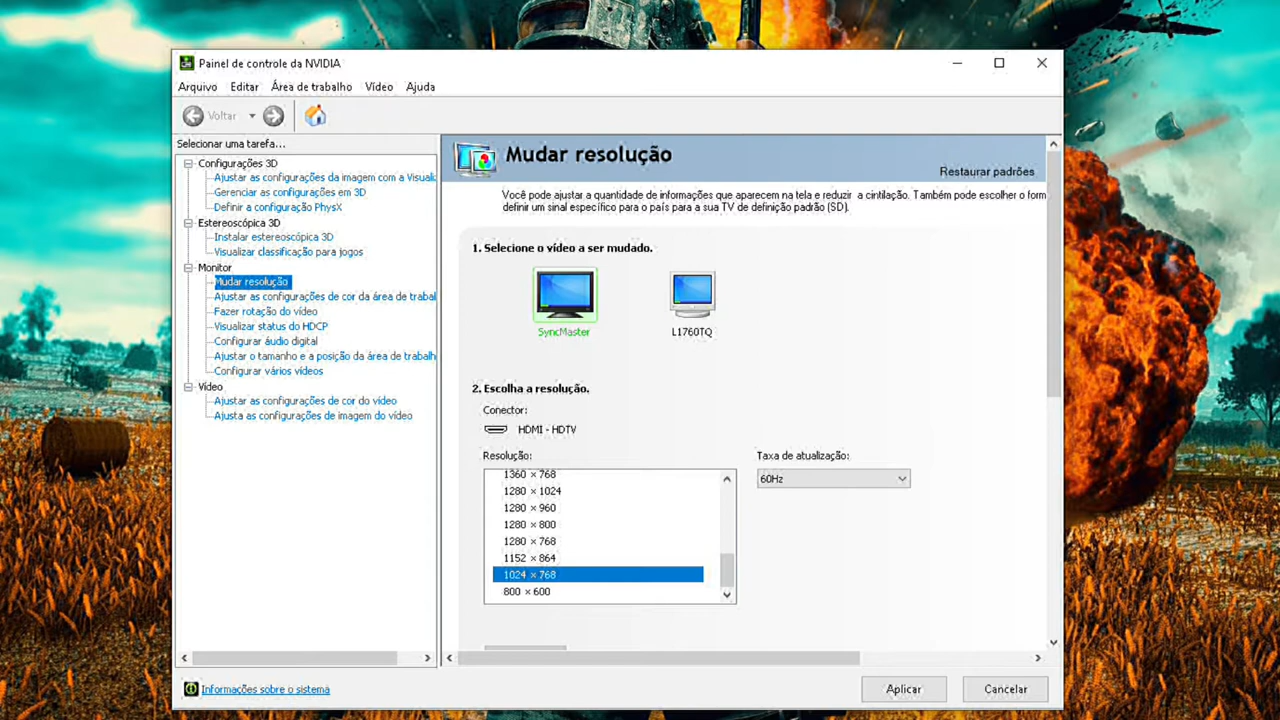 Painel de controle da NVIDIA
Arquivo Editar Área de trabalho Vídeo Ajuda
Voltar
Selecionar uma tarefa...
Configurações 3D
Ajustar as configurações da imagem com a Visuali
Gerenciar as configurações em 3D
Definir a configuração PhysX
Estereoscópica 3D
Instalar estereoscópica 3D
Visualizar classificação para jogos
Monitor
Mudar resolução
Ajustar as configurações de cor da área de trabal
Fazer rotação do vídeo
Visualizar status do HDCP
Configurar áudio digital
Ajustar o tamanho e a posição da área de trabalh
Configurar vários vídeos
Vídeo
Ajustar as configurações de cor do vídeo
Ajusta as configurações de imagem do vídeo
Informações sobre o sistema
Mudar resolução
Restaurar padrões
Você pode ajustar a quantidade de informações que aparecem na tela e reduzir a cintilação. Também pode escolher o form
definir um sinal específico para o país para a sua TV de definição padrão (SD).
1. Selecione o vídeo a ser mudado.
SyncMaster L1760TQ
2. Escolha a resolução.
Conector:
HDMI - HDTV
Resolução: Taxa de atualização:
60Hz
1360 × 768
1280 × 1024
1280 × 960
1280 × 800
1280 × 768
1152 × 864
1024 × 768
800 × 600
Aplicar Cancelar